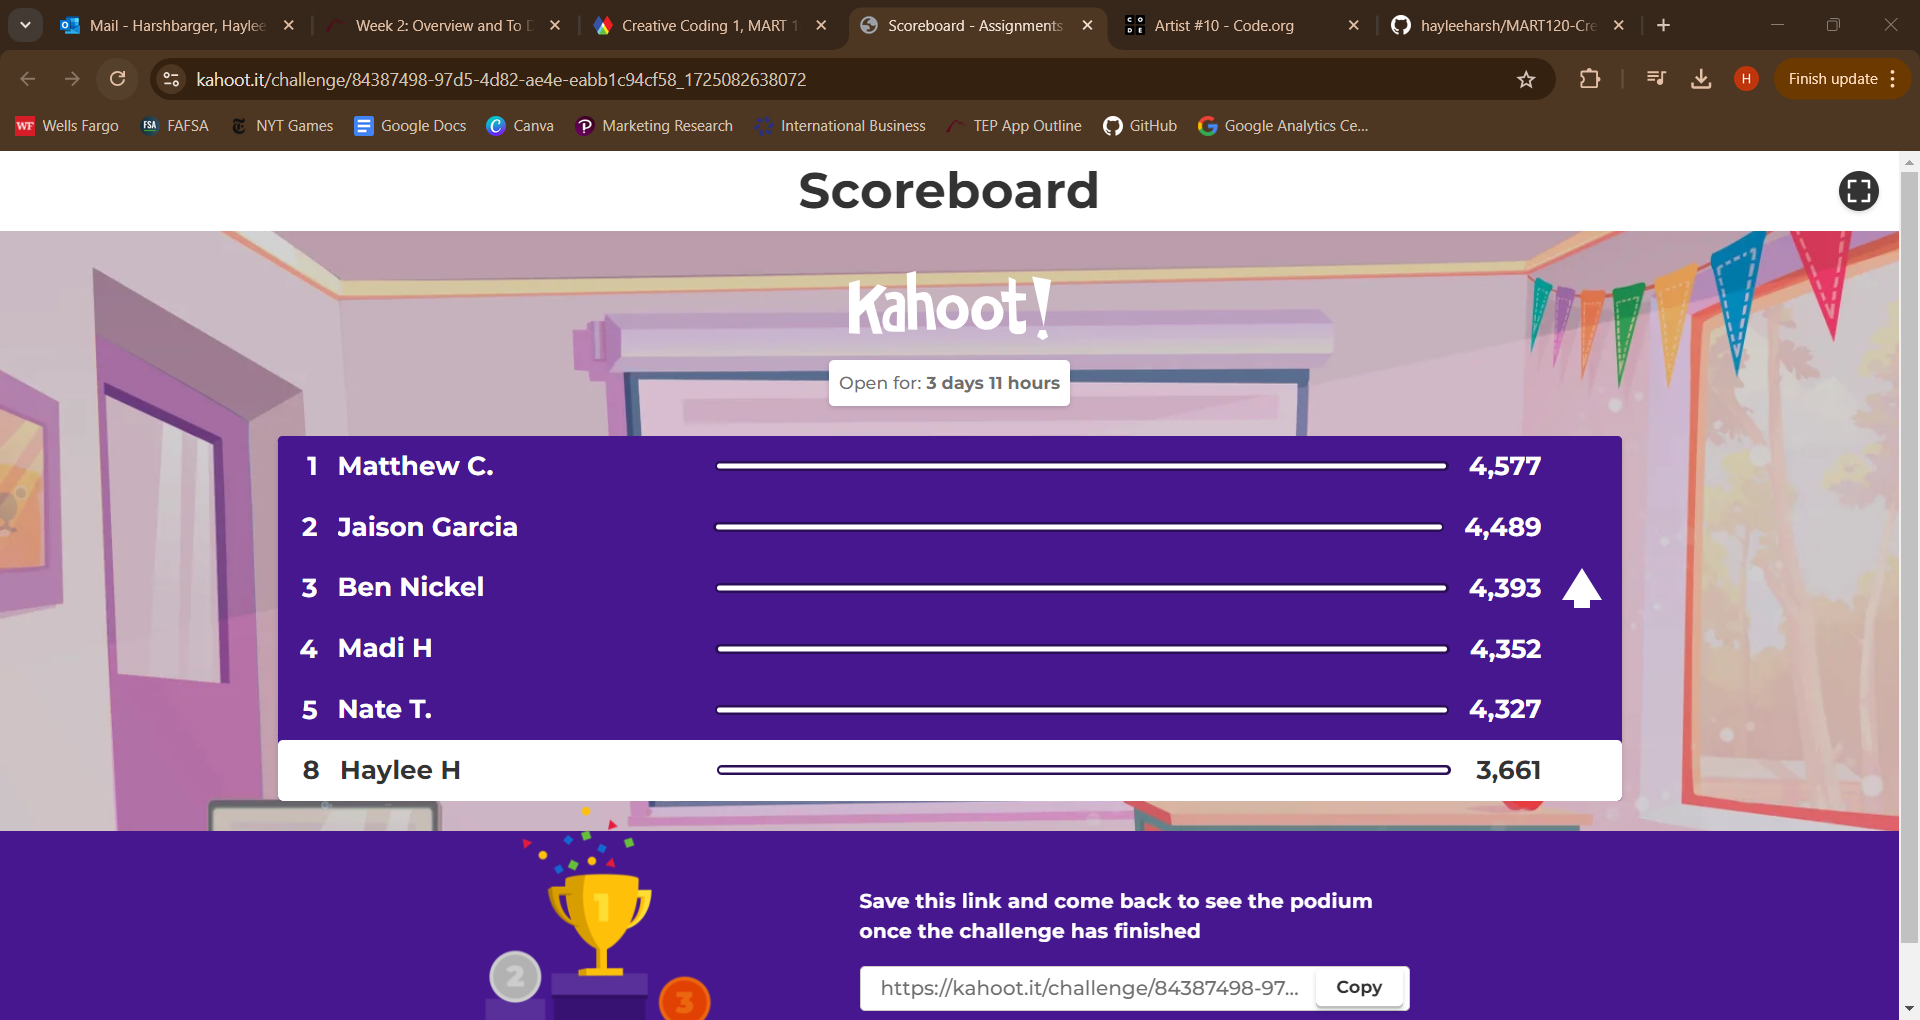 Mail - Harshbarger, Haylee
Week 2: Overview and To D
Creative Coding 1, MART 1
Scoreboard - Assignments
CODE
Artist #10 - Code.org
hayleeharsh/MART120-Cre
kahoot.it/challenge/84387498-97d5-4d82-ae4e-eabb1c94cf58_1725082638072
H
Finish update
WF Wells Fargo
FSA FAFSA
NYT Games
Google Docs
Canva
Marketing Research
International Business
TEP App Outline
GitHub
Google Analytics Ce...
Scoreboard
Kahoot!
Open for: 3 days 11 hours
1 Matthew C. 4,577
2 Jaison Garcia 4,489
3 Ben Nickel 4,393
4 Madi H 4,352
5 Nate T. 4,327
8 Haylee H 3,661
1
2
3
Save this link and come back to see the podium
once the challenge has finished
https://kahoot.it/challenge/84387498-97... Copy